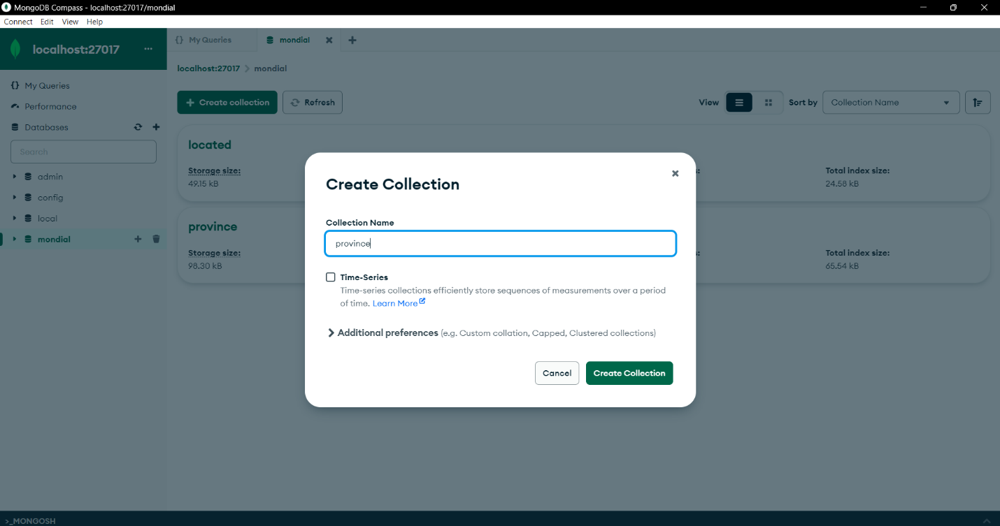 MongoDB Compass - localhost:27017/mondial
Connect Edit View Help
localhost:27017 ...
{} My Queries
mondial
localhost:27017 > mondial
My Queries
Performance
Databases
Search
admin
config
local
mondial
+ Create collection
Refresh
View
Sort by
Collection Name
located
Storage size:
49.15 kB
s:
Total index size:
24.58 kB
province
Storage size:
98.30 kB
s:
Total index size:
65.54 kB
Create Collection
Collection Name
province
Time-Series
Time-series collections efficiently store sequences of measurements over a period
of time. Learn More
Additional preferences (e.g. Custom collation, Capped, Clustered collections)
Cancel
Create Collection
>_MONGOSH